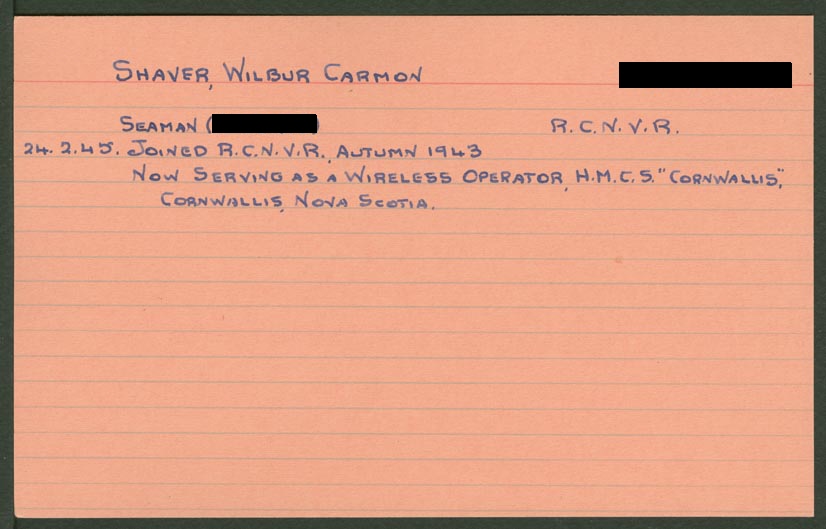 SHAVER, WILBUR CARMON
SEAMAN ( ) R.C.N.V.R.
24.2.45. JOINED R.C.N.V.R., AUTUMN 1943
NOW SERVING AS A WIRELESS OPERATOR, H.M.C.S. "CORNWALLIS",
CORNWALLIS, NOVA SCOTIA.